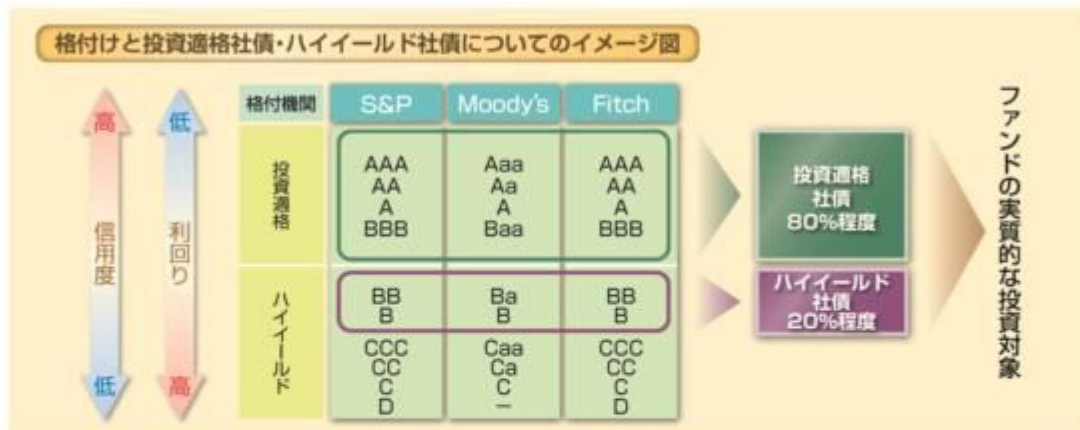 格付けと投資適格社債・ハイイールド社債についてのイメージ図
高
信用度
低
低
利回り
高
格付機関
S&P
Moody's
Fitch
投資適格
AAA
AA
A
BBB
Aaa
Aa
A
Baa
AAA
AA
A
BBB
ハイイールド
BB
B
CCC
CC
C
D
Ba
B
Caa
Ca
C
–
BB
B
CCC
CC
C
D
投資適格
社債
80%程度
ハイイールド
社債
20%程度
ファンドの実質的な投資対象